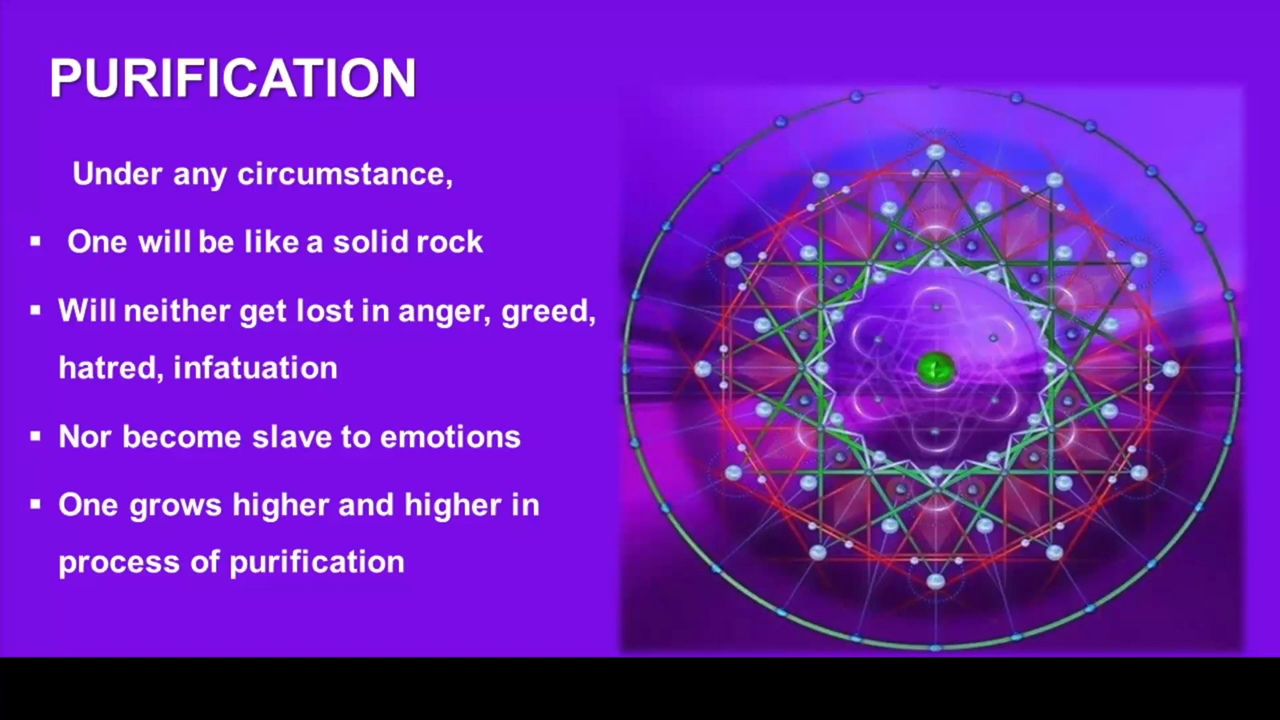 PURIFICATION
Under any circumstance,
▪ One will be like a solid rock
▪ Will neither get lost in anger, greed,
hatred, infatuation
▪ Nor become slave to emotions
▪ One grows higher and higher in
process of purification